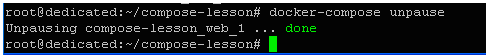 root@dedicated:~/compose-lesson# docker-compose unpause
Unpausing compose-lesson_web_1 ... done
root@dedicated:~/compose-lesson#